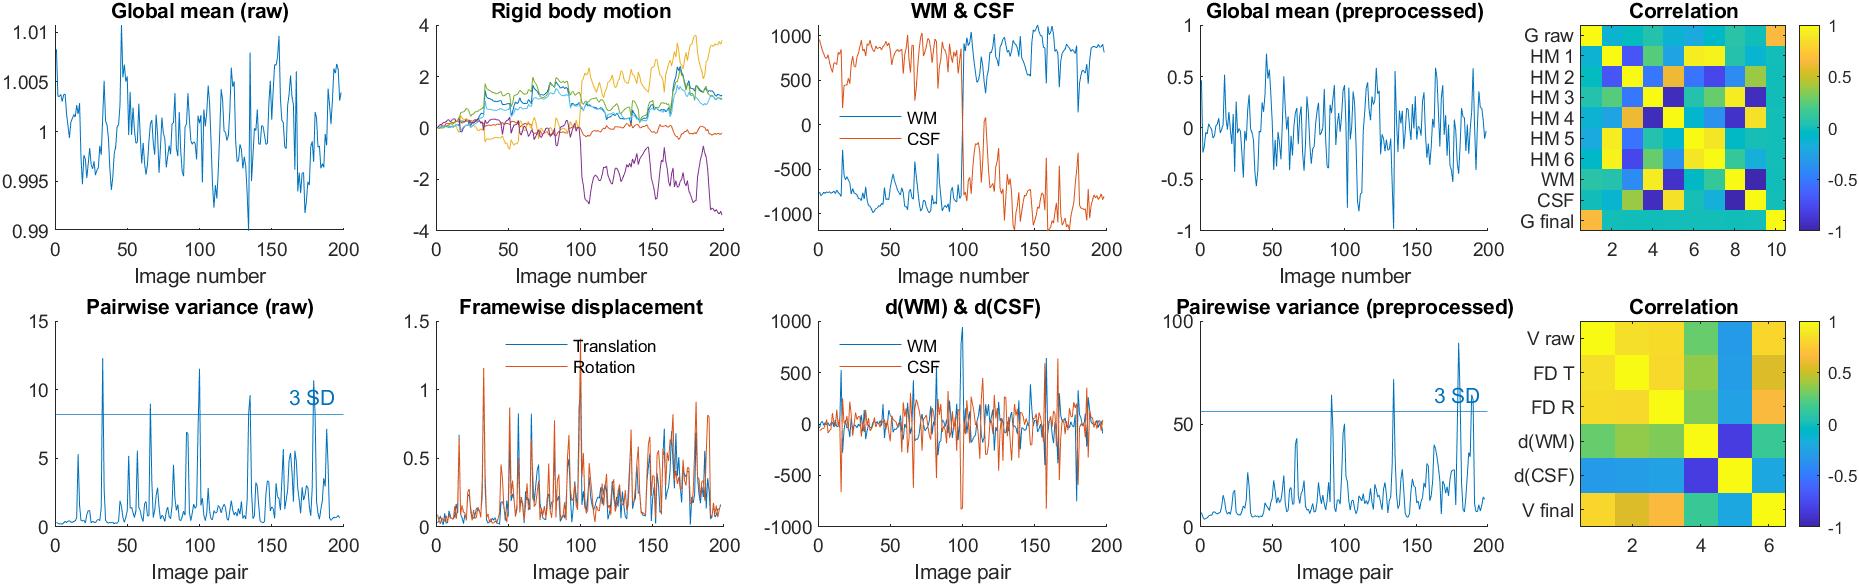 Global mean (raw)
1.01
1.005
1
0.995
0.99
0 50 100 150 200
Image number
Rigid body motion
4
2
0
-2
-4
0 50 100 150 200
Image number
WM & CSF
1000
500
0
-500
-1000
WM
CSF
0 50 100 150 200
Image number
Global mean (preprocessed)
1
0.5
0
-0.5
-1
0 50 100 150 200
Image number
Correlation
G raw
HM 1
HM 2
HM 3
HM 4
HM 5
HM 6
WM
CSF
G final
2 4 6 8 10
1
0.5
0
-0.5
-1
Pairwise variance (raw)
15
10
5
0
3 SD
0 50 100 150 200
Image pair
Framewise displacement
1.5
1
0.5
0
Translation
Rotation
0 50 100 150 200
Image pair
d(WM) & d(CSF)
1000
500
0
-500
-1000
WM
CSF
0 50 100 150 200
Pairewise variance (preprocessed)
100
50
0
3 SD
0 50 100 150 200
Image pair
Correlation
V raw
FD T
FD R
d(WM)
d(CSF)
V final
2 4 6
1
0.5
0
-0.5
-1